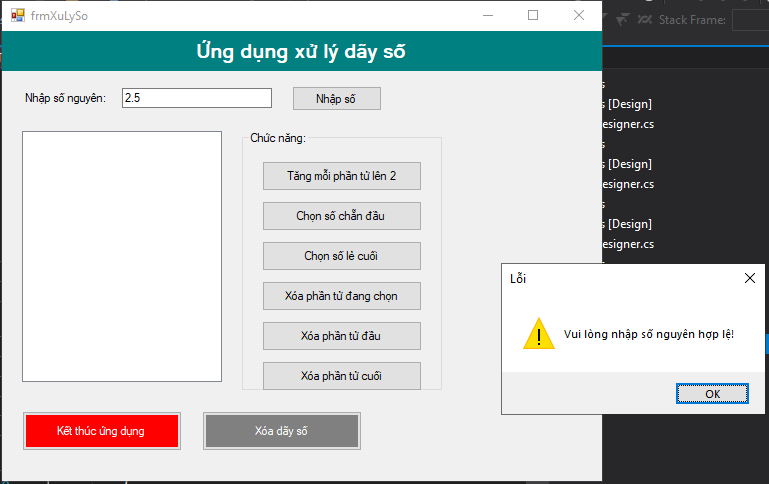 frmXuLySo
Stack Frame:
Ứng dụng xử lý dãy số
Nhập số nguyên:
2.5
Nhập số
s
s [Design]
esigner.cs
s
s [Design]
esigner.cs
s
s [Design]
esigner.cs
Chức năng:
Tăng mỗi phần tử lên 2
Chọn số chẵn đầu
Chọn số lẻ cuối
Xóa phần tử đang chọn
Xóa phần tử đầu
Xóa phần tử cuối
Lỗi
Vui lòng nhập số nguyên hợp lệ!
OK
Kết thúc ứng dụng
Xóa dãy số